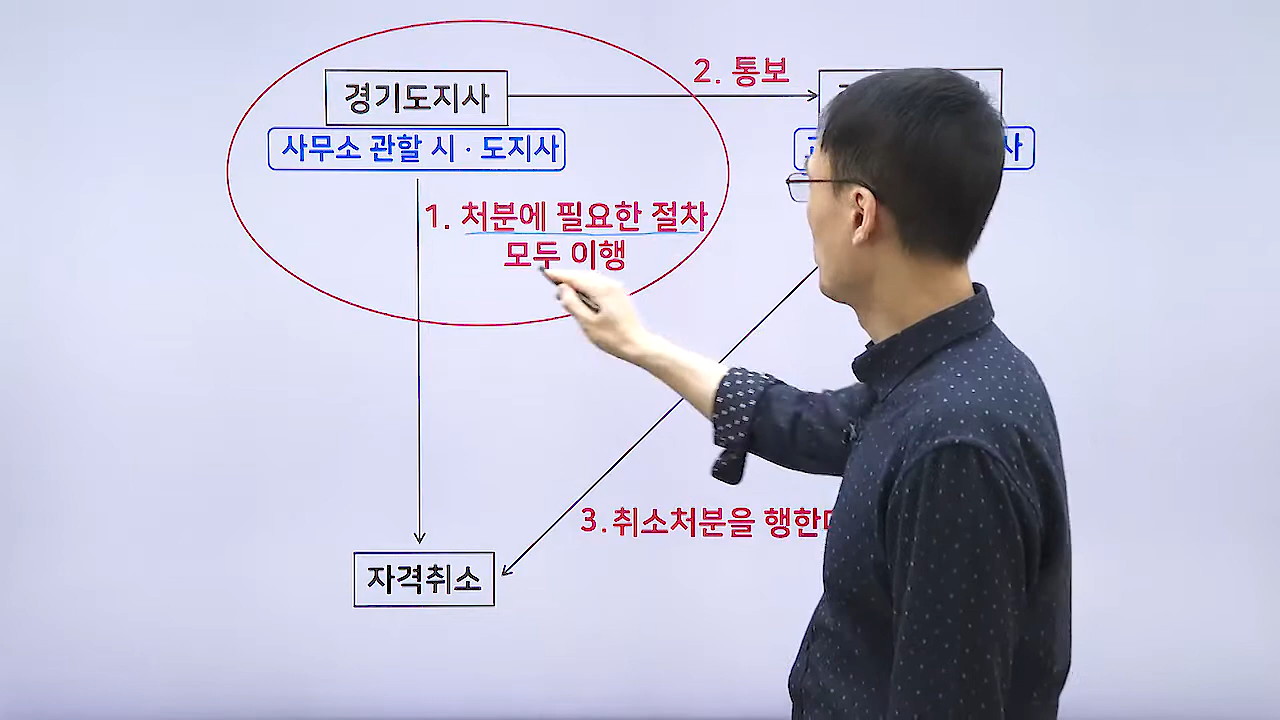 경기도지사
2. 통보
사무소 관할 시 · 도지사
사
1. 처분에 필요한 절차
모두 이행
3. 취소처분을 행한
자격취소